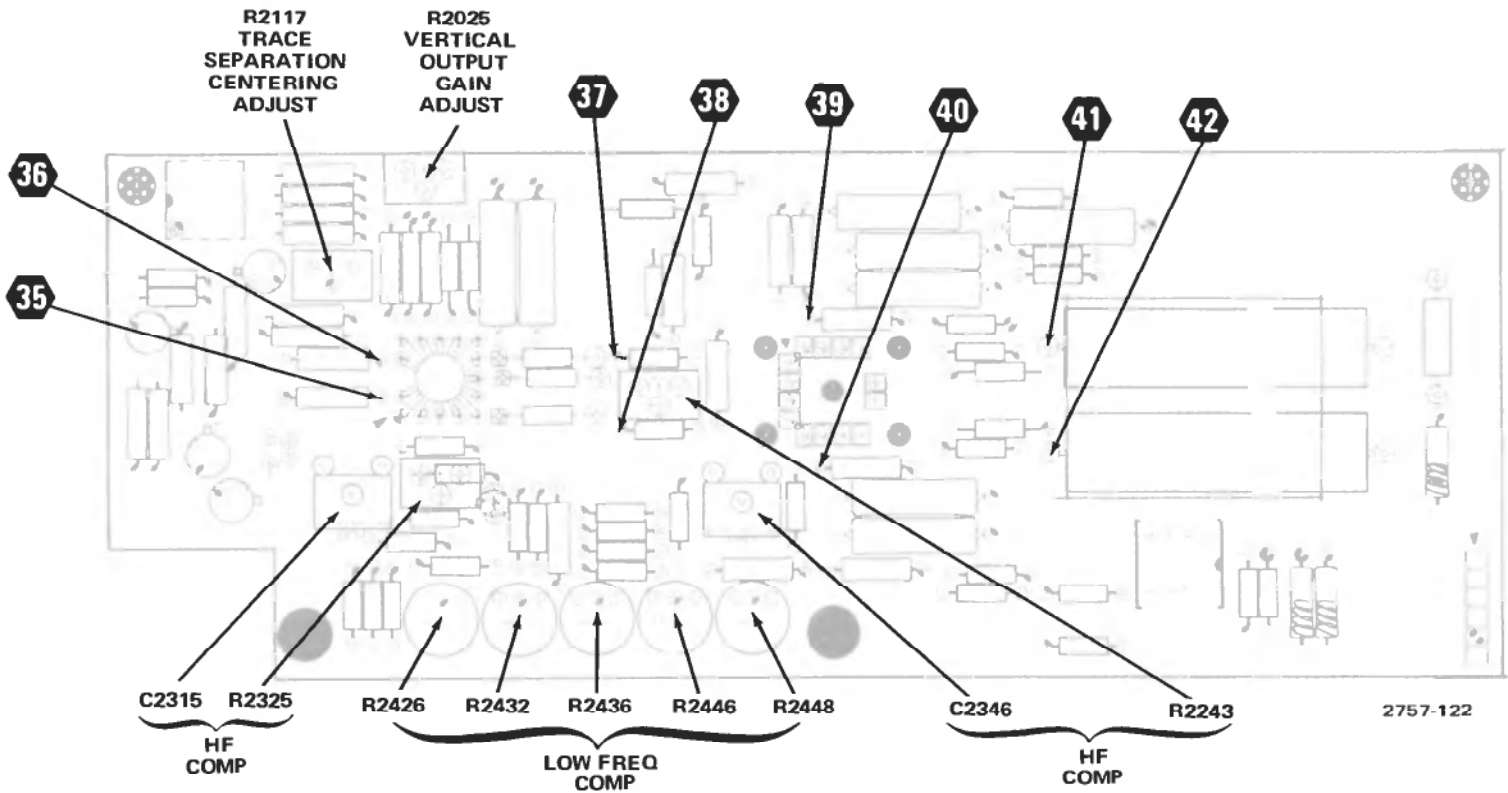 R2117
TRACE
SEPARATION
CENTERING
ADJUST
R2025
VERTICAL
OUTPUT
GAIN
ADJUST
37
38
39
40
41
42
36
35
C2315
R2325
HF
COMP
R2426
R2432
R2436
R2446
R2448
LOW FREQ
COMP
C2346
R2243
HF
COMP
2757-122